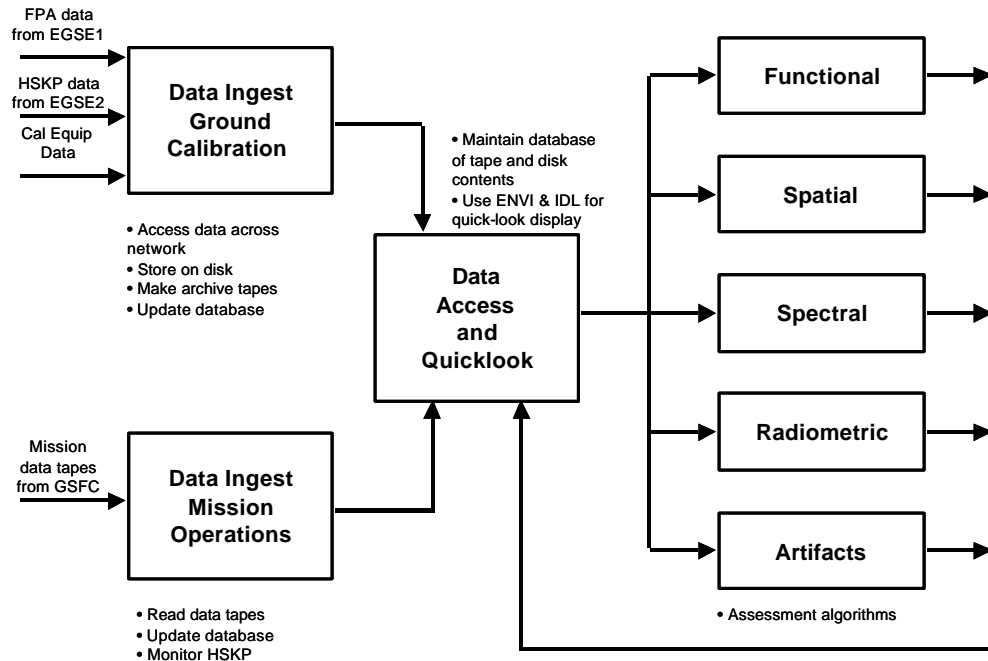 FPA data
from EGSE1
HSKP data
from EGSE2
Cal Equip
Data
Data Ingest
Ground
Calibration
• Access data across
network
• Store on disk
• Make archive tapes
• Update database
• Maintain database
of tape and disk
contents
• Use ENVI & IDL for
quick-look display
Data
Access
and
Quicklook
Mission
data tapes
from GSFC
Data Ingest
Mission
Operations
• Read data tapes
• Update database
• Monitor HSKP
Functional
Spatial
Spectral
Radiometric
Artifacts
• Assessment algorithms